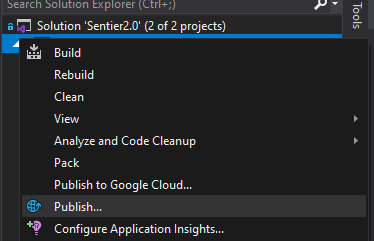 Search Solution Explorer (Ctrl+;)
Solution 'Sentier2.0' (2 of 2 projects)
Build
Rebuild
Clean
View
Analyze and Code Cleanup
Pack
Publish to Google Cloud...
Publish...
Configure Application Insights...
Tools